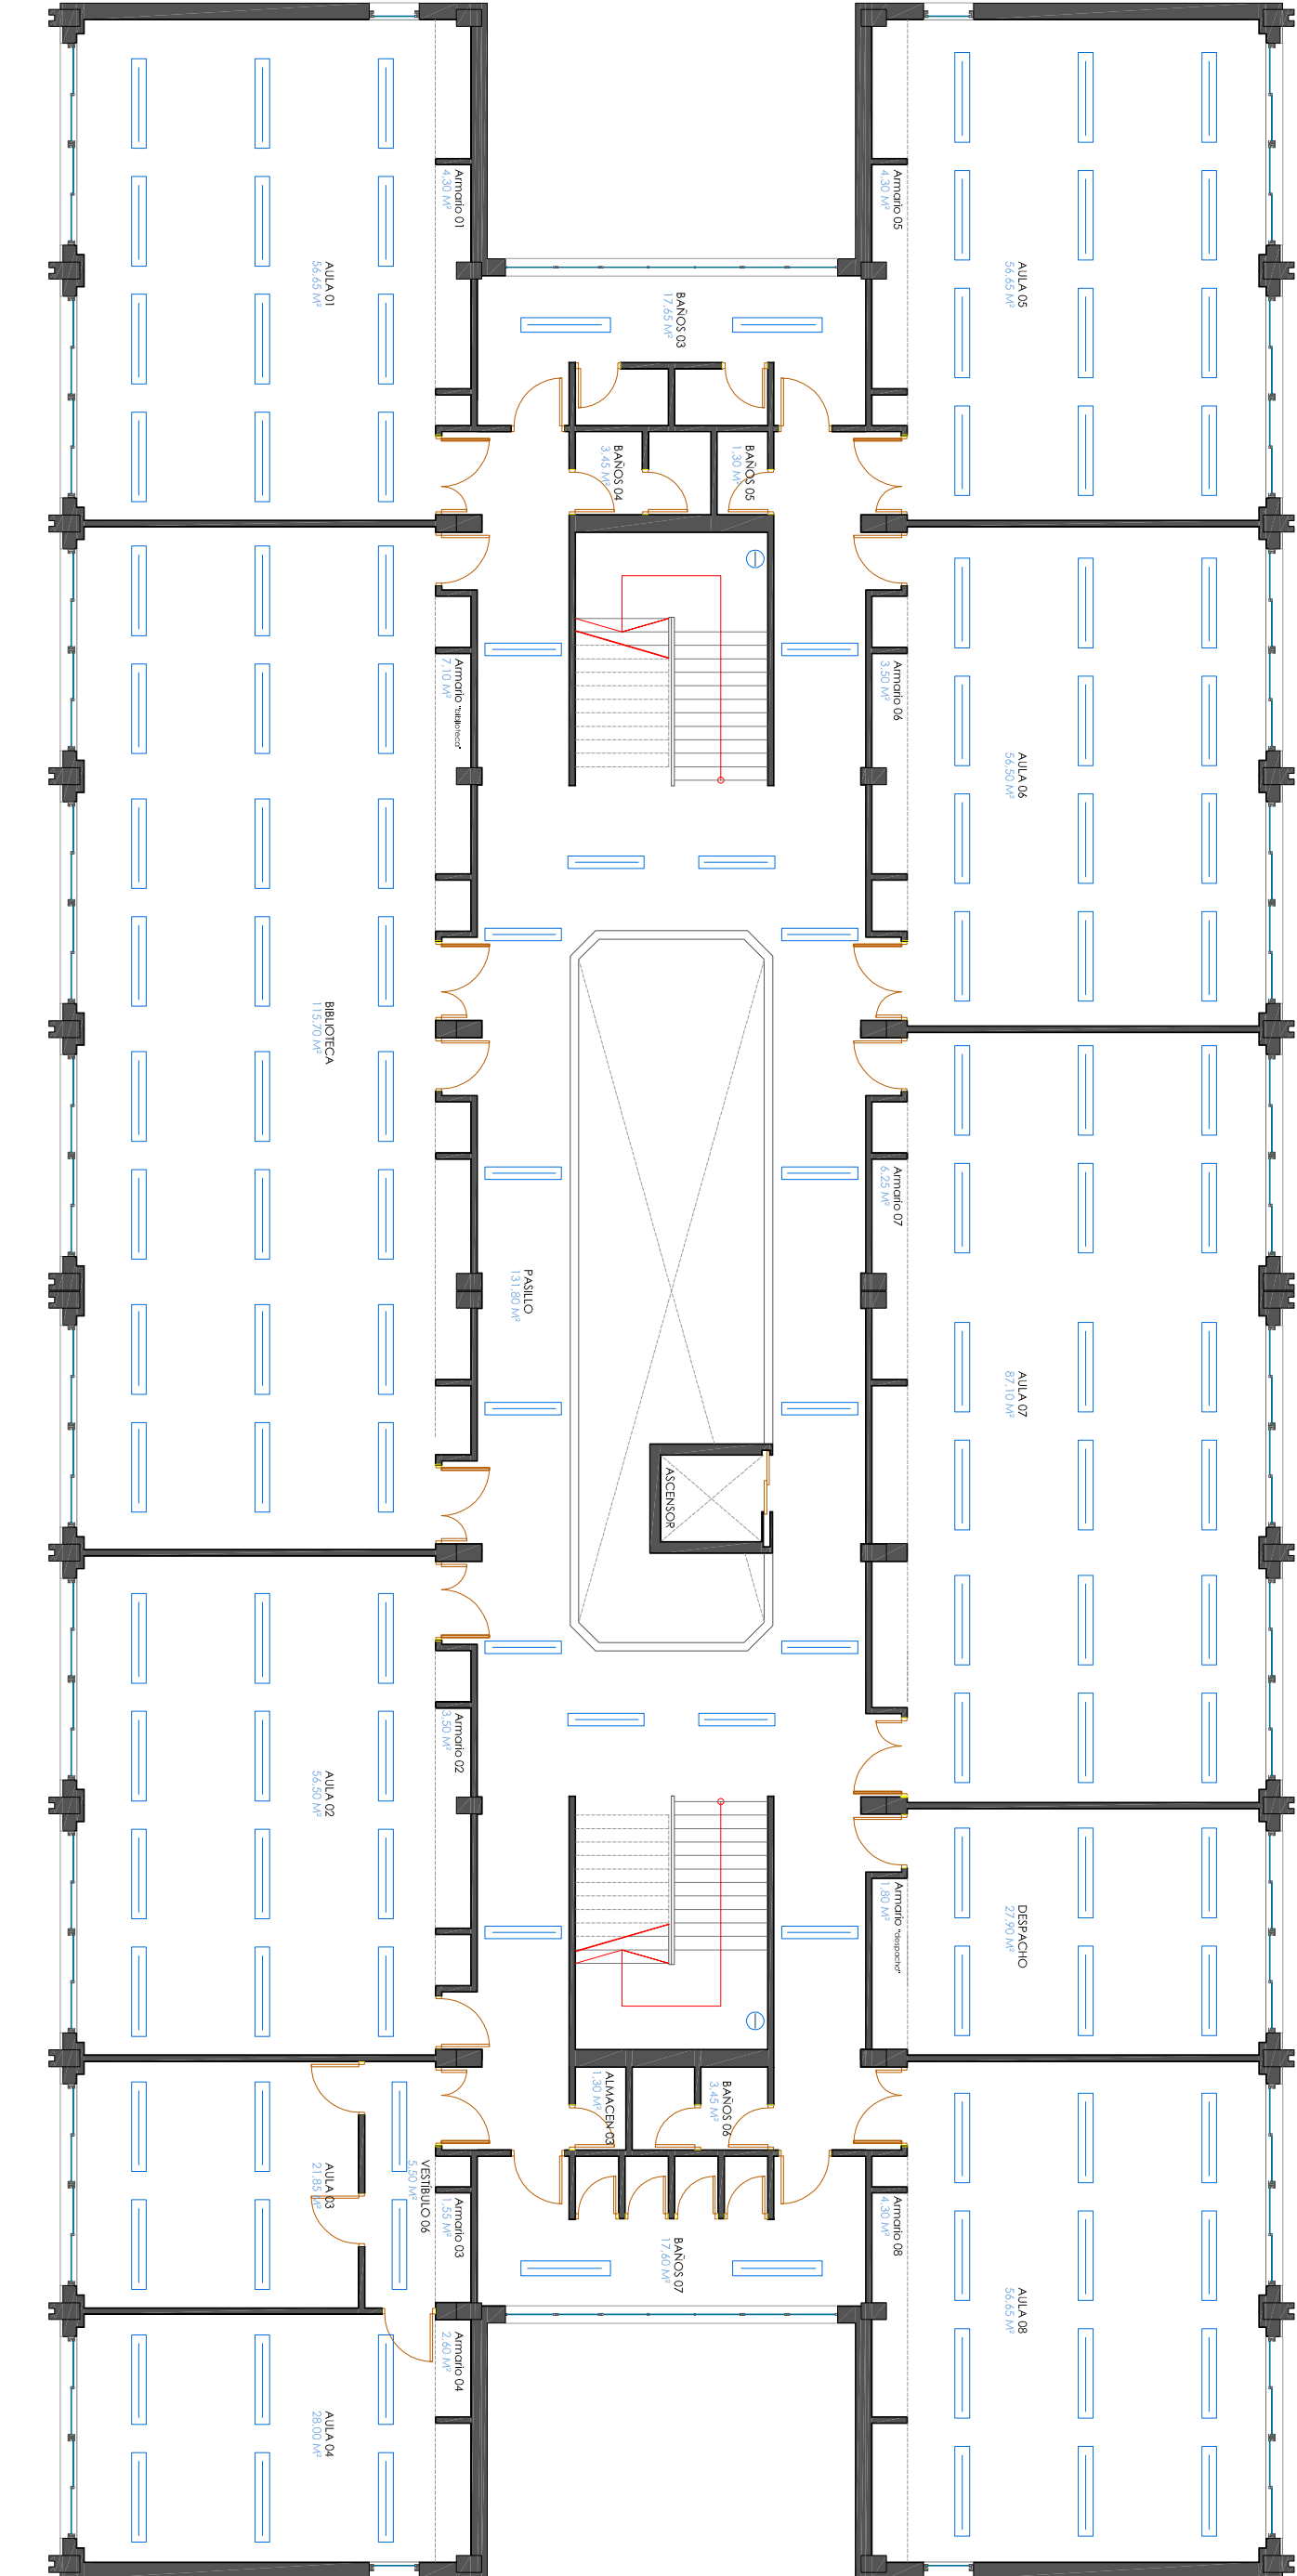 Armario 01
4,30 M²
AULA 01
56.65 M²
Armario 05
4,30 M²
AULA 05
56.65 M²
BAÑOS 03
17,65 M²
BAÑOS 04
3,45 M²
BAÑOS 05
1,30 M²
Armario "biblioteca"
7,10 M²
Armario 06
3,50 M²
AULA 06
56,50 M²
BIBLIOTECA
115,70 M²
Armario 07
6,25 M²
PASILLO
131,80 M²
AULA 07
87,10 M²
ASCENSOR
Armario 02
3,50 M²
AULA 02
56,50 M²
Armario "despacho"
1,80 M²
DESPACHO
27,90 M²
ALMACEN 03
1,30 M²
BAÑOS 06
3,45 M²
AULA 03
21,85 M²
VESTÍBULO 06
5,50 M²
Armario 03
1,55 M²
BAÑOS 07
17,60 M²
Armario 08
4,30 M²
AULA 08
56,65 M²
Armario 04
2,60 M²
AULA 04
28,00 M²